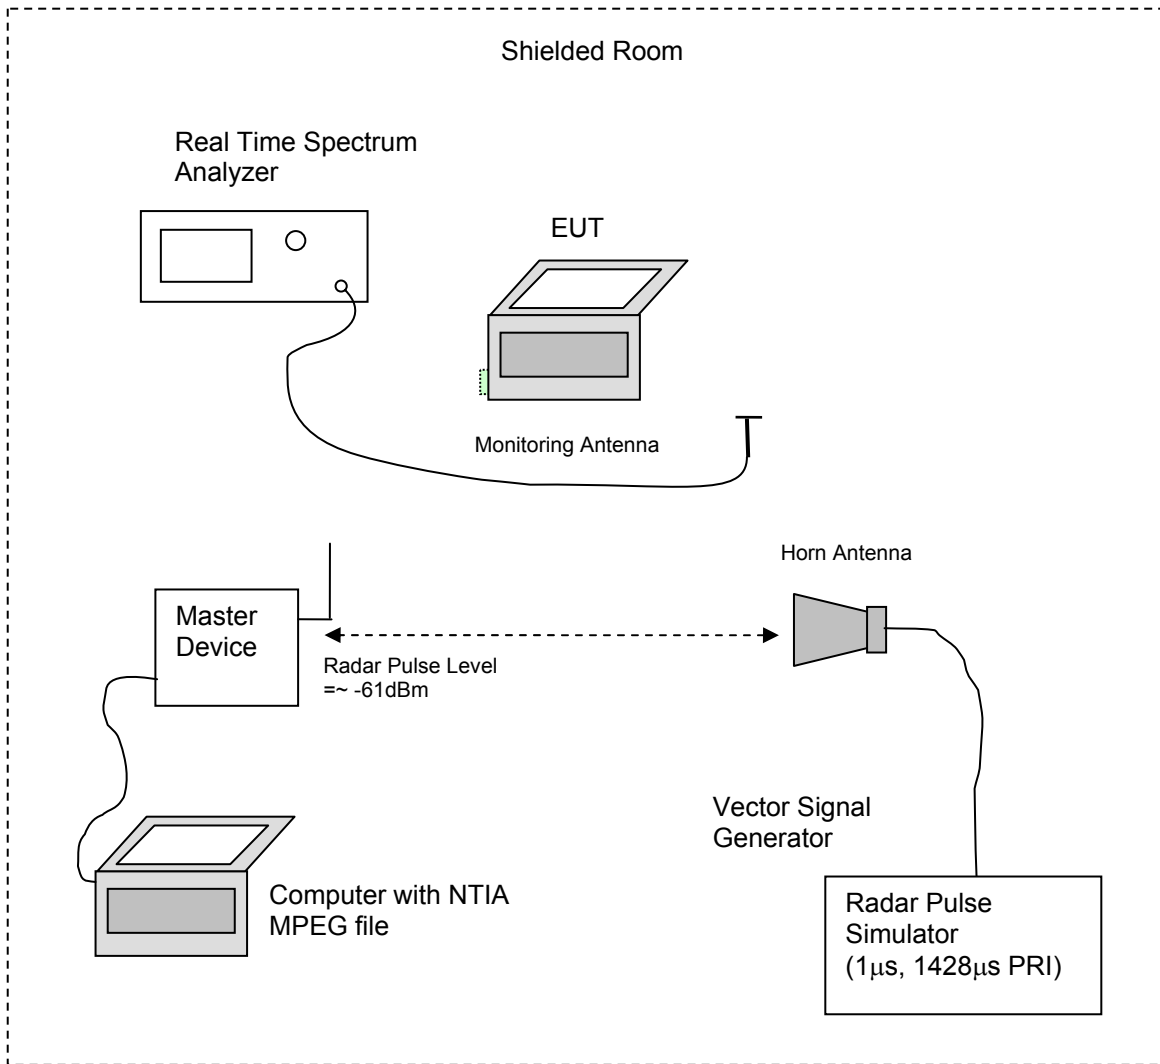 Shielded Room
Real Time Spectrum
Analyzer
EUT
Monitoring Antenna
Horn Antenna
Master
Device
Radar Pulse Level
=~ -61dBm
Vector Signal
Generator
Computer with NTIA
MPEG file
Radar Pulse
Simulator
(1μs, 1428μs PRI)